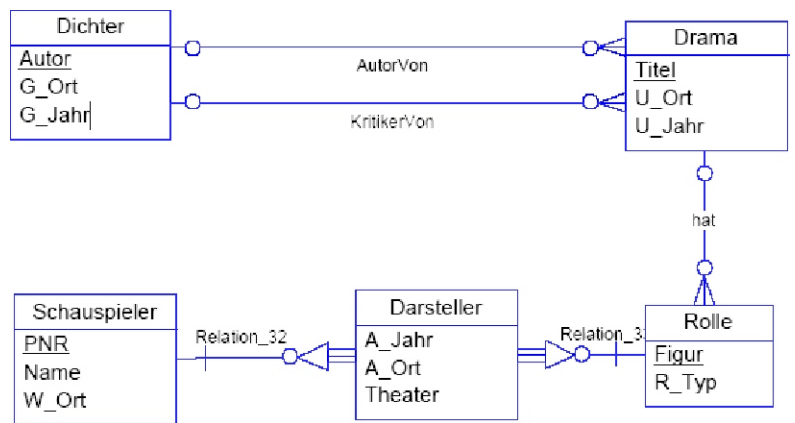 Dichter
Autor
G_Ort
G_Jahr
AutorVon
KritikerVon
Drama
Titel
U_Ort
U_Jahr
hat
Schauspieler
PNR
Name
W_Ort
Relation_32
Darsteller
A_Jahr
A_Ort
Theater
Relation_3
Rolle
Figur
R_Typ